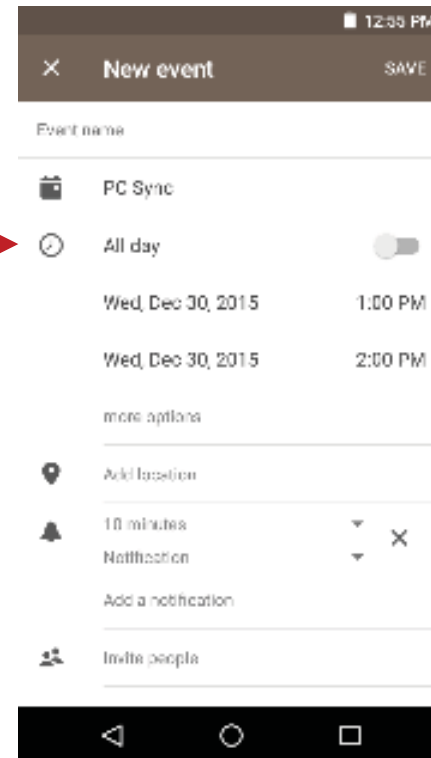 12:55 PM
New event SAVE
Event name
PC Sync
All day
Wed, Dec 30, 2015 1:00 PM
Wed, Dec 30, 2015 2:00 PM
more options
Add location
10 minutes
Notification
Add a notification
Invite people